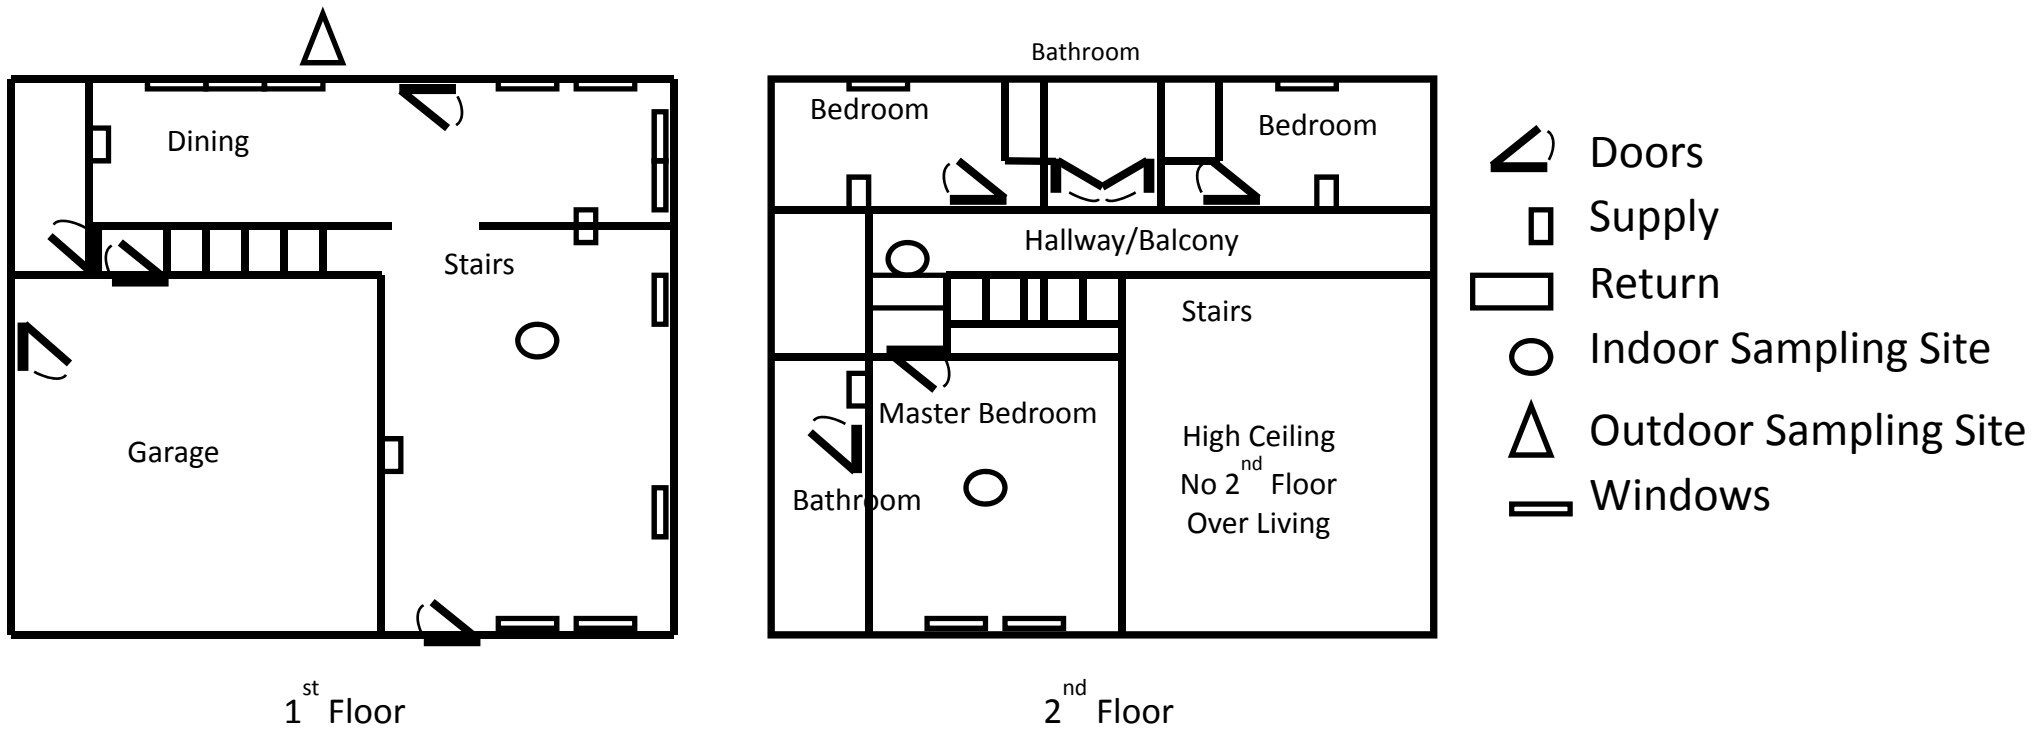 Dining
Stairs
Garage
1st Floor
Bathroom
Bedroom
Bedroom
Hallway/Balcony
Stairs
Master Bedroom
Bathroom
High Ceiling
No 2nd Floor
Over Living
2nd Floor
Doors
Supply
Return
Indoor Sampling Site
Outdoor Sampling Site
Windows